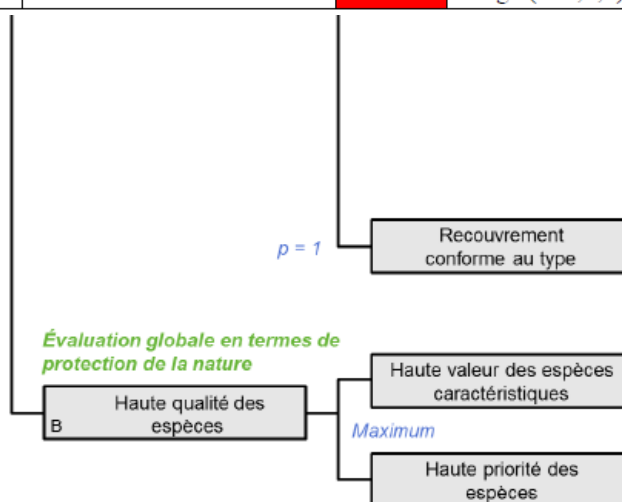 Recouvrement
conforme au type
p = 1
Évaluation globale en termes de
protection de la nature
Haute qualité des
espèces
B
Haute valeur des espèces
caractéristiques
Maximum
Haute priorité des
espèces